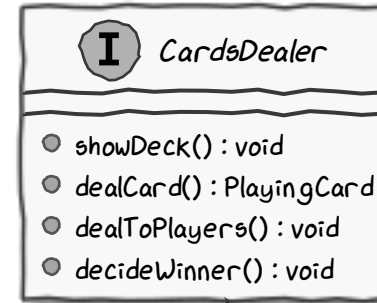 I CardsDealer
showDeck() : void
dealCard() : PlayingCard
dealToPlayers() : void
decideWinner() : void